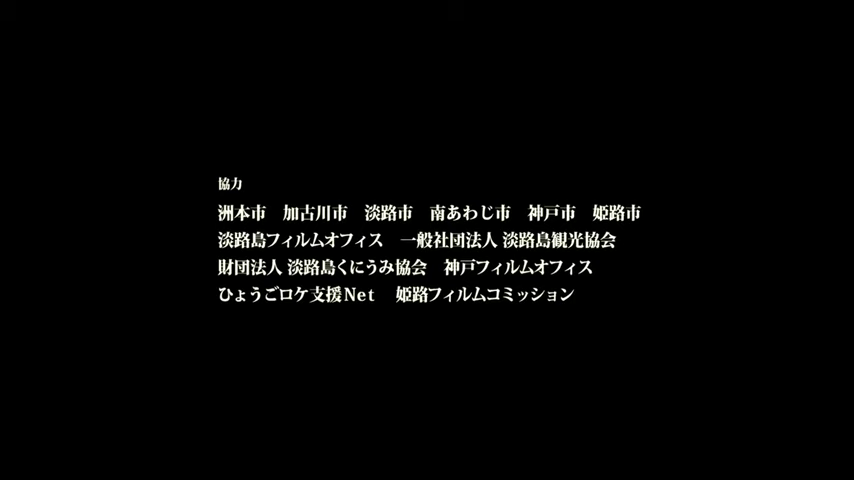 協力
洲本市　加古川市　淡路市　南あわじ市　神戸市　姫路市
淡路島フィルムオフィス　一般社団法人 淡路島観光協会
財団法人 淡路島くにうみ協会　神戸フィルムオフィス
ひょうごロケ支援Net　姫路フィルムコミッション